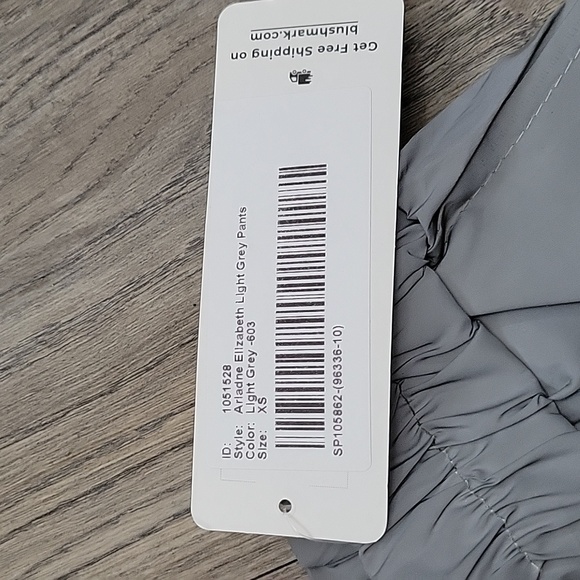 Get Free Shipping on
blushmark.com
ID: 1051528
Style: Ariadne Elizabeth Light Grey Pants
Color: Light Grey -603
Size: XS
SP105862-(96336-10)